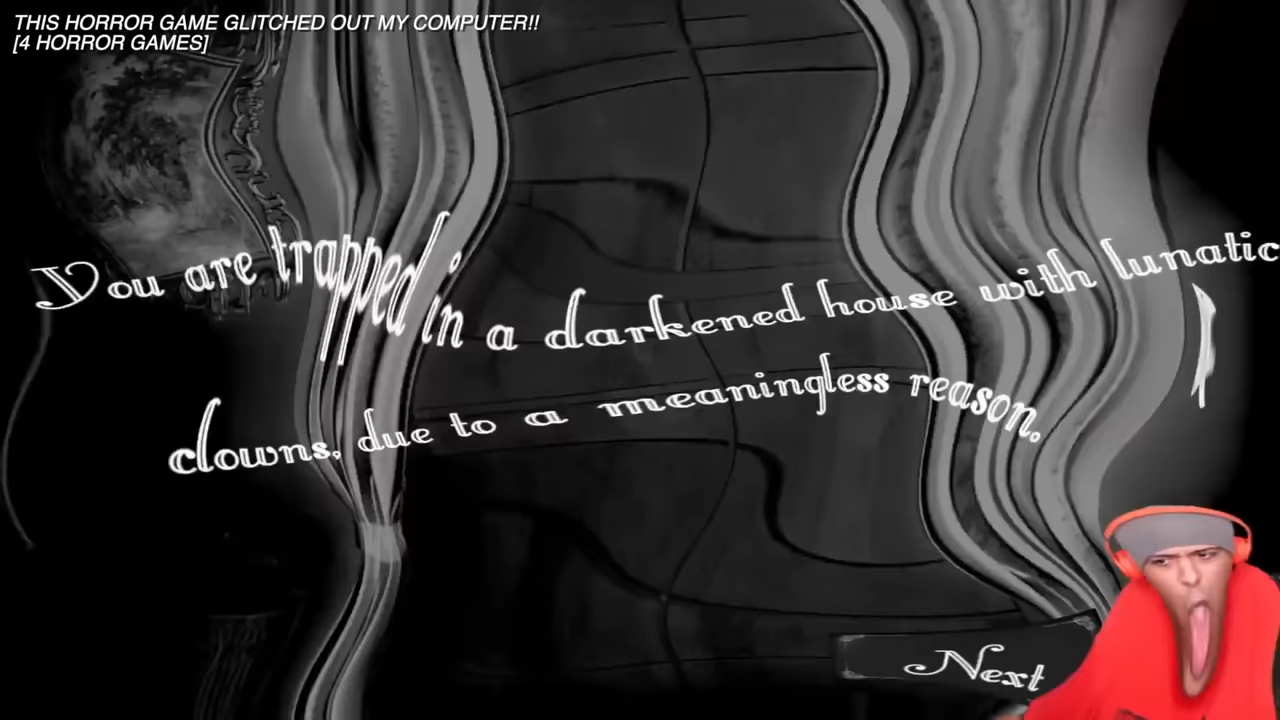 THIS HORROR GAME GLITCHED OUT MY COMPUTER!!
[4 HORROR GAMES]
You are trapped in a darkened house with lunatic
clowns, due to a meaningless reason.
Next